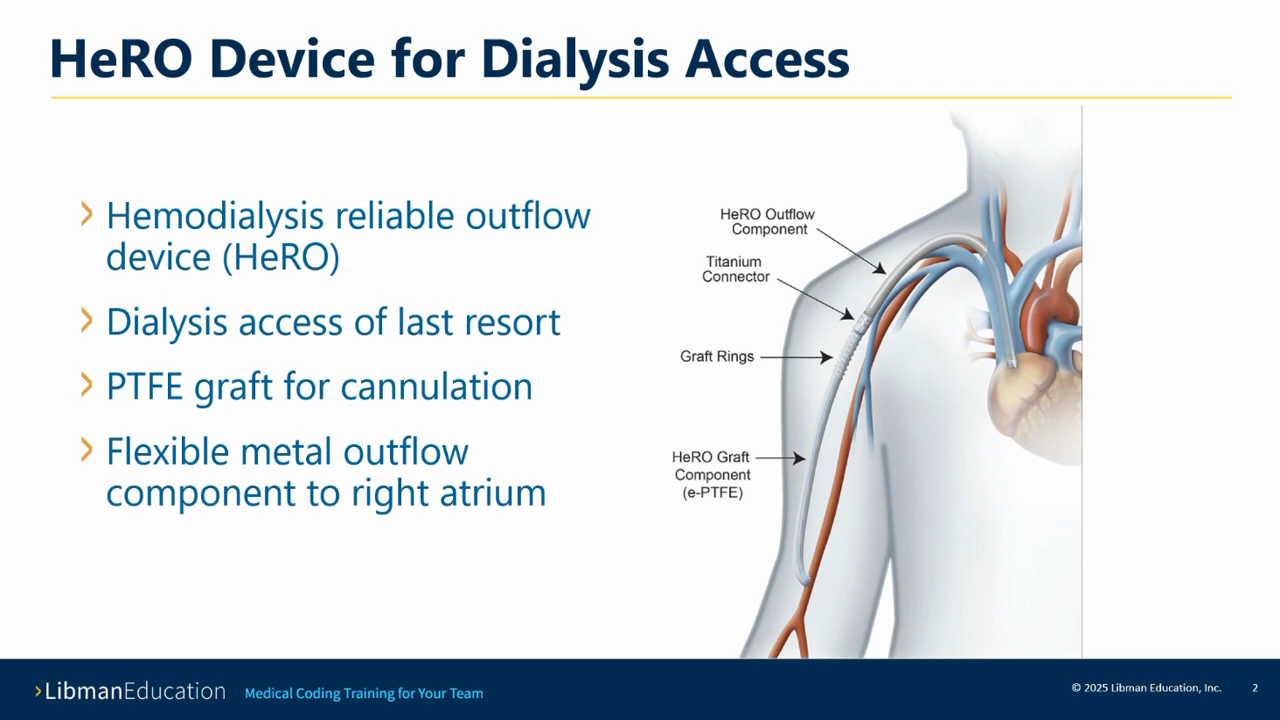 HeRO Device for Dialysis Access
› Hemodialysis reliable outflow
device (HeRO)
› Dialysis access of last resort
› PTFE graft for cannulation
› Flexible metal outflow
component to right atrium
HeRO Outflow
Component
Titanium
Connector
Graft Rings
HeRO Graft
Component
(e-PTFE)
›LibmanEducation
Medical Coding Training for Your Team
© 2025 Libman Education, Inc.
2